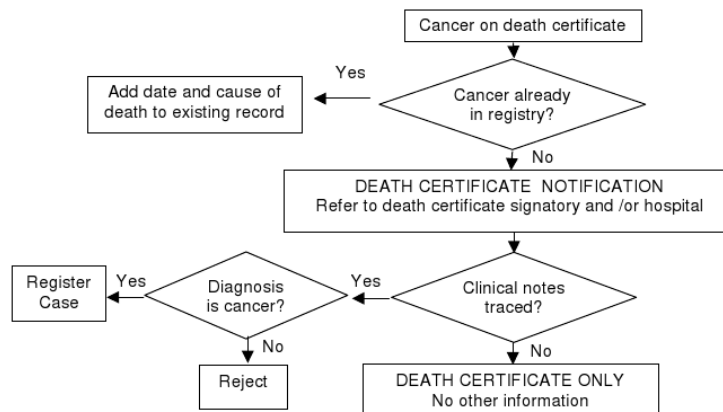 Cancer on death certificate
Yes
Add date and cause of
death to existing record
Cancer already
in registry?
No
DEATH CERTIFICATE NOTIFICATION
Refer to death certificate signatory and /or hospital
Register
Case
Yes
Diagnosis
is cancer?
Yes
Clinical notes
traced?
No
No
Reject
DEATH CERTIFICATE ONLY
No other information